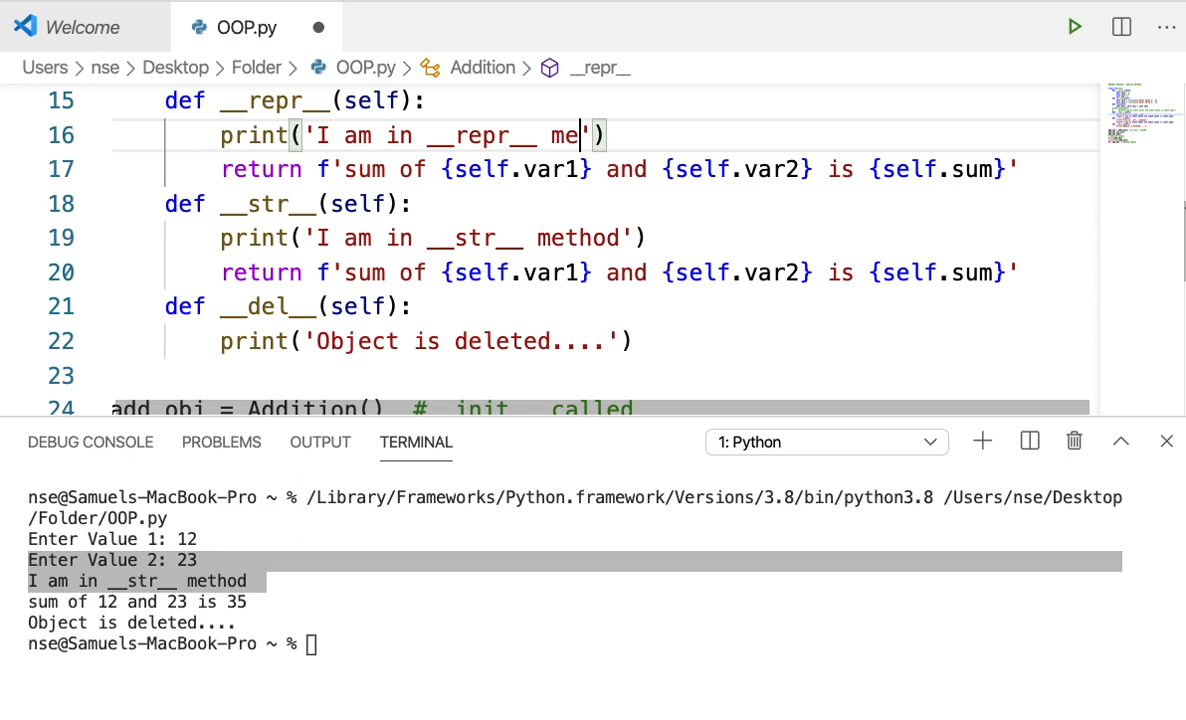 Welcome
OOP.py
Users > nse > Desktop > Folder > OOP.py > Addition > __repr__
15 def __repr__(self):
16 print('I am in __repr__ me')
17 return f'sum of {self.var1} and {self.var2} is {self.sum}'
18 def __str__(self):
19 print('I am in __str__ method')
20 return f'sum of {self.var1} and {self.var2} is {self.sum}'
21 def __del__(self):
22 print('Object is deleted....')
23
24 add_obj = Addition() # __init__ called
DEBUG CONSOLE PROBLEMS OUTPUT TERMINAL 1: Python
nse@Samuels-MacBook-Pro ~ % /Library/Frameworks/Python.framework/Versions/3.8/bin/python3.8 /Users/nse/Desktop
/Folder/OOP.py
Enter Value 1: 12
Enter Value 2: 23
I am in __str__ method
sum of 12 and 23 is 35
Object is deleted....
nse@Samuels-MacBook-Pro ~ %